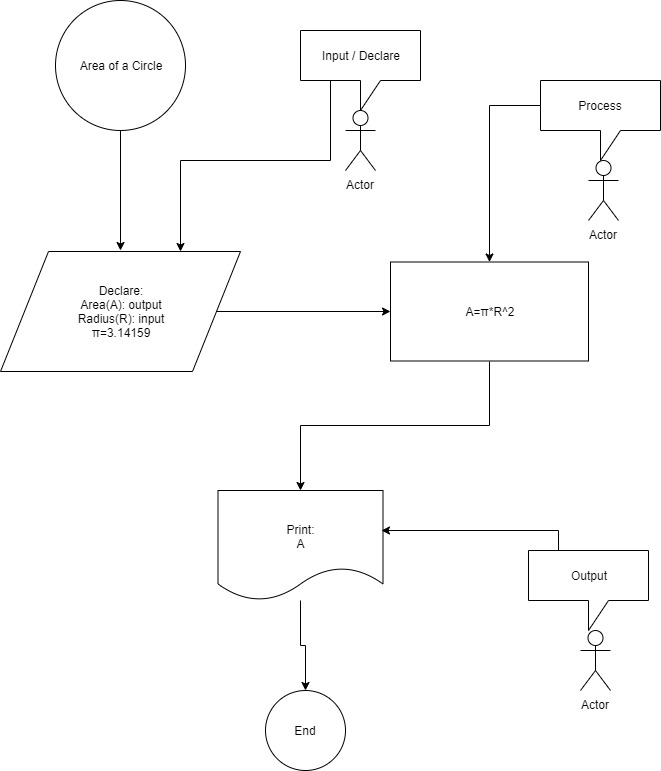 Area of a Circle
Input / Declare
Actor
Process
Actor
Declare:
Area(A): output
Radius(R): input
π=3.14159
A=π*R^2
Print:
A
Output
Actor
End